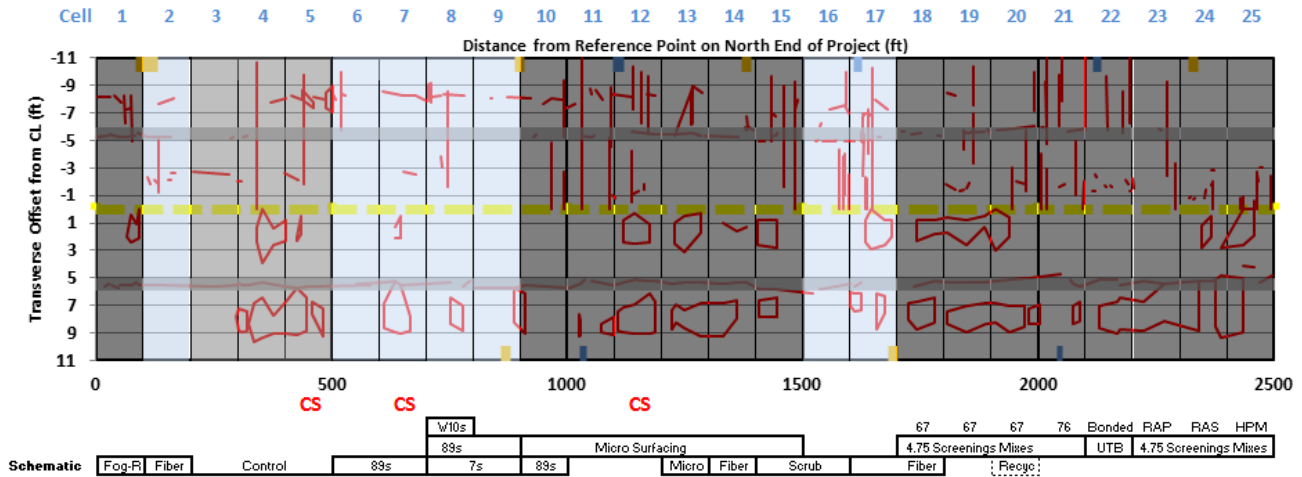 Cell 1 2 3 4 5 6 7 8 9 10 11 12 13 14 15 16 17 18 19 20 21 22 23 24 25
Distance from Reference Point on North End of Project (ft)
Transverse Offset from CL (ft)
-11
-9
-7
-5
-3
-1
1
3
5
7
9
11
0 500 1000 1500 2000 2500
CS CS CS
W10s 67 67 67 76 Bonded RAP RAS HPM
89s Micro Surfacing 4.75 Screenings Mixes UTB 4.75 Screenings Mixes
Schematic Fog-R Fiber Control 89s 7s 89s Micro Fiber Scrub Fiber Recyc